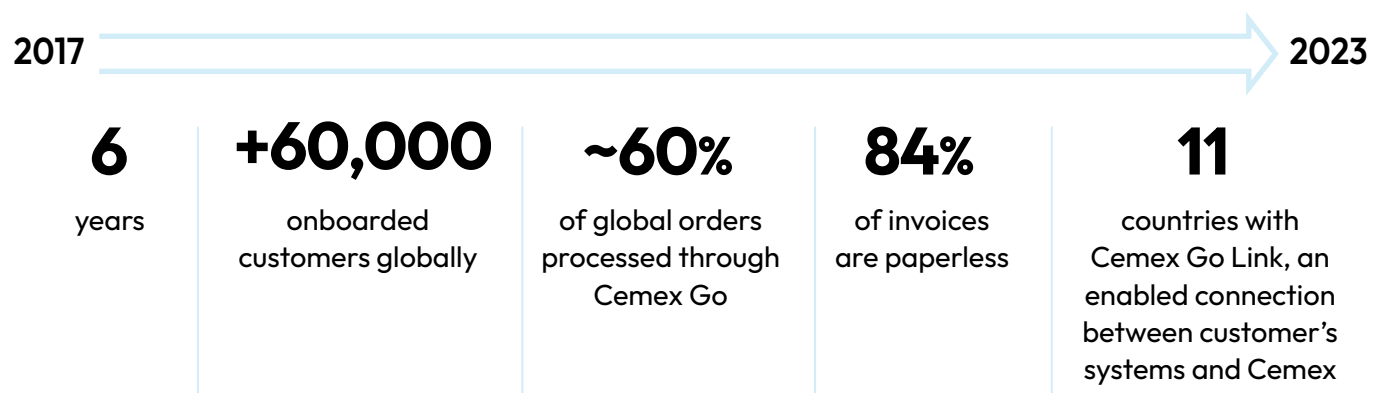 2017
2023
6
years
+60,000
onboarded
customers globally
~60%
of global orders
processed through
Cemex Go
84%
of invoices
are paperless
11
countries with
Cemex Go Link, an
enabled connection
between customer’s
systems and Cemex